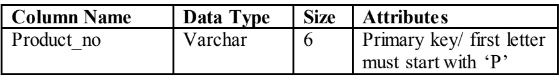 Column Name Data Type Size Attributes
Product_no Varchar 6 Primary key/ first letter
must start with ‘P’